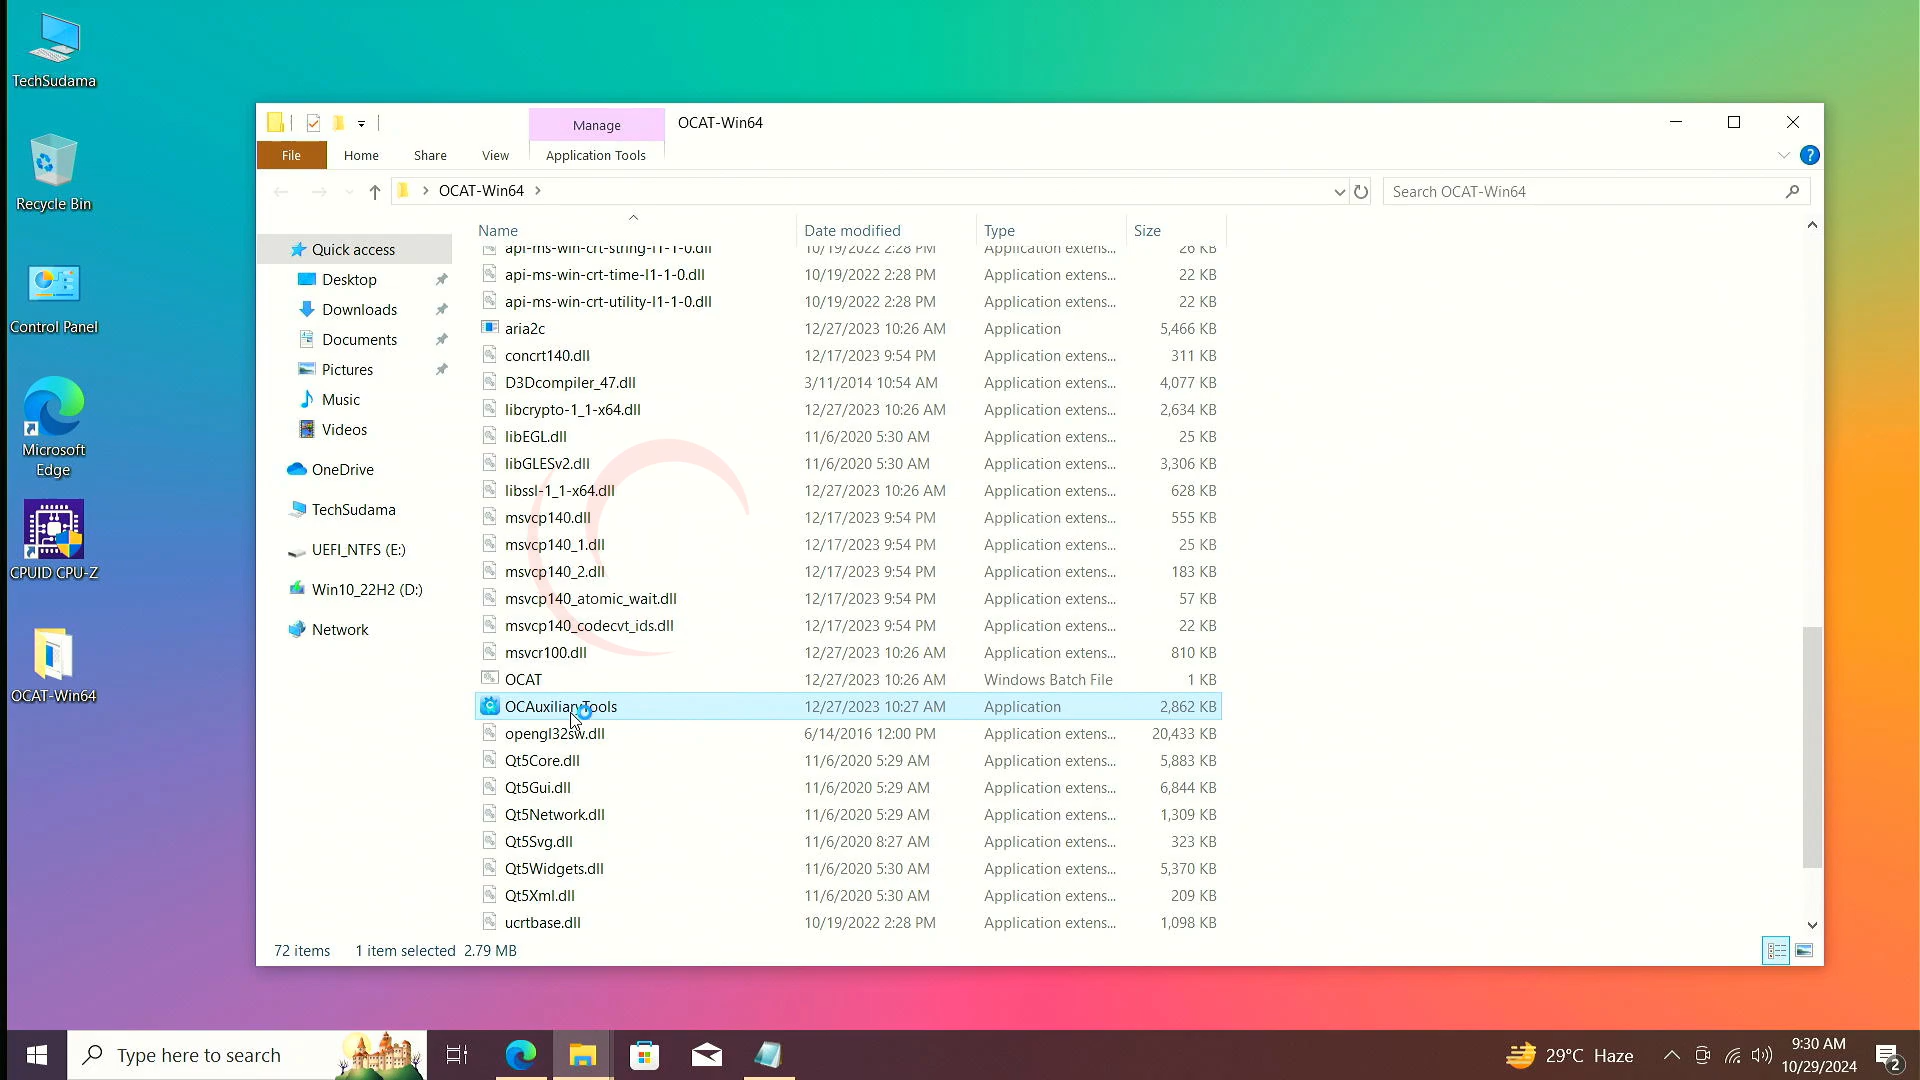 TechSudama
Recycle Bin
Control Panel
Microsoft
Edge
CPUID CPU-Z
OCAT-Win64
Manage
OCAT-Win64
File
Home
Share
View
Application Tools
?
OCAT-Win64
Search OCAT-Win64
Quick access
Desktop
Downloads
Documents
Pictures
Music
Videos
OneDrive
TechSudama
UEFI_NTFS (E:)
Win10_22H2 (D:)
Network
Name Date modified Type Size
api-ms-win-crt-string-l1-1-0.dll 10/19/2022 2:28 PM Application extens... 26 KB
api-ms-win-crt-time-l1-1-0.dll 10/19/2022 2:28 PM Application extens... 22 KB
api-ms-win-crt-utility-l1-1-0.dll 10/19/2022 2:28 PM Application extens... 22 KB
aria2c 12/27/2023 10:26 AM Application 5,466 KB
concrt140.dll 12/17/2023 9:54 PM Application extens... 311 KB
D3Dcompiler_47.dll 3/11/2014 10:54 AM Application extens... 4,077 KB
libcrypto-1_1-x64.dll 12/27/2023 10:26 AM Application extens... 2,634 KB
libEGL.dll 11/6/2020 5:30 AM Application extens... 25 KB
libGLESv2.dll 11/6/2020 5:30 AM Application extens... 3,306 KB
libssl-1_1-x64.dll 12/27/2023 10:26 AM Application extens... 628 KB
msvcp140.dll 12/17/2023 9:54 PM Application extens... 555 KB
msvcp140_1.dll 12/17/2023 9:54 PM Application extens... 25 KB
msvcp140_2.dll 12/17/2023 9:54 PM Application extens... 183 KB
msvcp140_atomic_wait.dll 12/17/2023 9:54 PM Application extens... 57 KB
msvcp140_codecvt_ids.dll 12/17/2023 9:54 PM Application extens... 22 KB
msvcr100.dll 12/27/2023 10:26 AM Application extens... 810 KB
OCAT 12/27/2023 10:26 AM Windows Batch File 1 KB
OCAuxiliaryTools 12/27/2023 10:27 AM Application 2,862 KB
opengl32sw.dll 6/14/2016 12:00 PM Application extens... 20,433 KB
Qt5Core.dll 11/6/2020 5:29 AM Application extens... 5,883 KB
Qt5Gui.dll 11/6/2020 5:29 AM Application extens... 6,844 KB
Qt5Network.dll 11/6/2020 5:29 AM Application extens... 1,309 KB
Qt5Svg.dll 11/6/2020 8:27 AM Application extens... 323 KB
Qt5Widgets.dll 11/6/2020 5:30 AM Application extens... 5,370 KB
Qt5Xml.dll 11/6/2020 5:30 AM Application extens... 209 KB
ucrtbase.dll 10/19/2022 2:28 PM Application extens... 1,098 KB
72 items 1 item selected 2.79 MB
Type here to search
29°C Haze
9:30 AM
10/29/2024
2